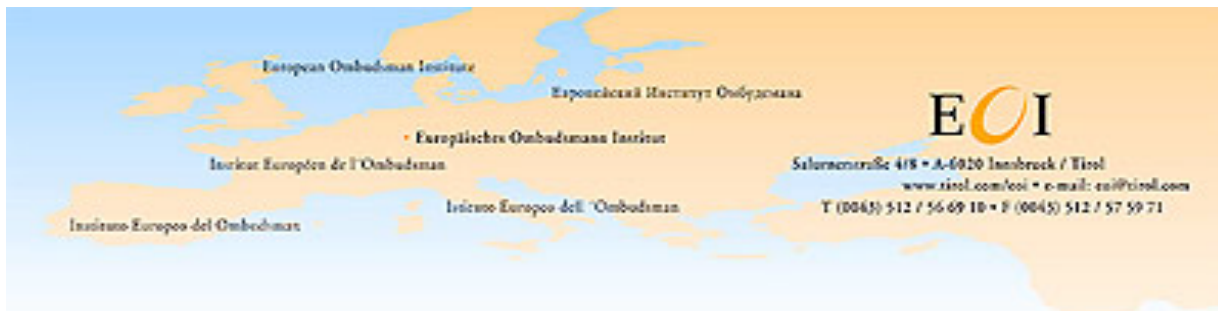 European Ombudsman Institute
Европейский Институт Омбудсмана
EOI
• Europäisches Ombudsmann Institut
Institut Européen de l'Ombudsman
Salurnerstraße 4/8 • A-6020 Innsbruck / Tirol
www.tirol.com/eoi • e-mail: eoi@tirol.com
Istituto Europeo dell'Ombudsman
T (0043) 512 / 56 69 10 • F (0043) 512 / 57 59 71
Instituto Europeo del Ombudsman